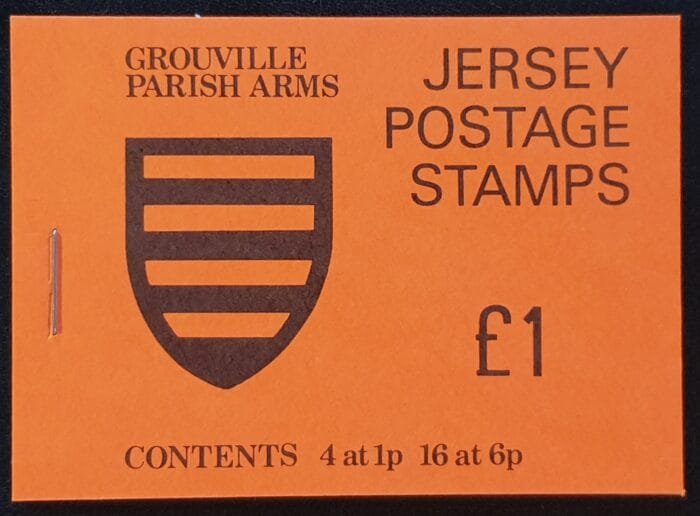 GROUVILLE
PARISH ARMS
JERSEY
POSTAGE
STAMPS
£1
CONTENTS 4 at 1p 16 at 6p